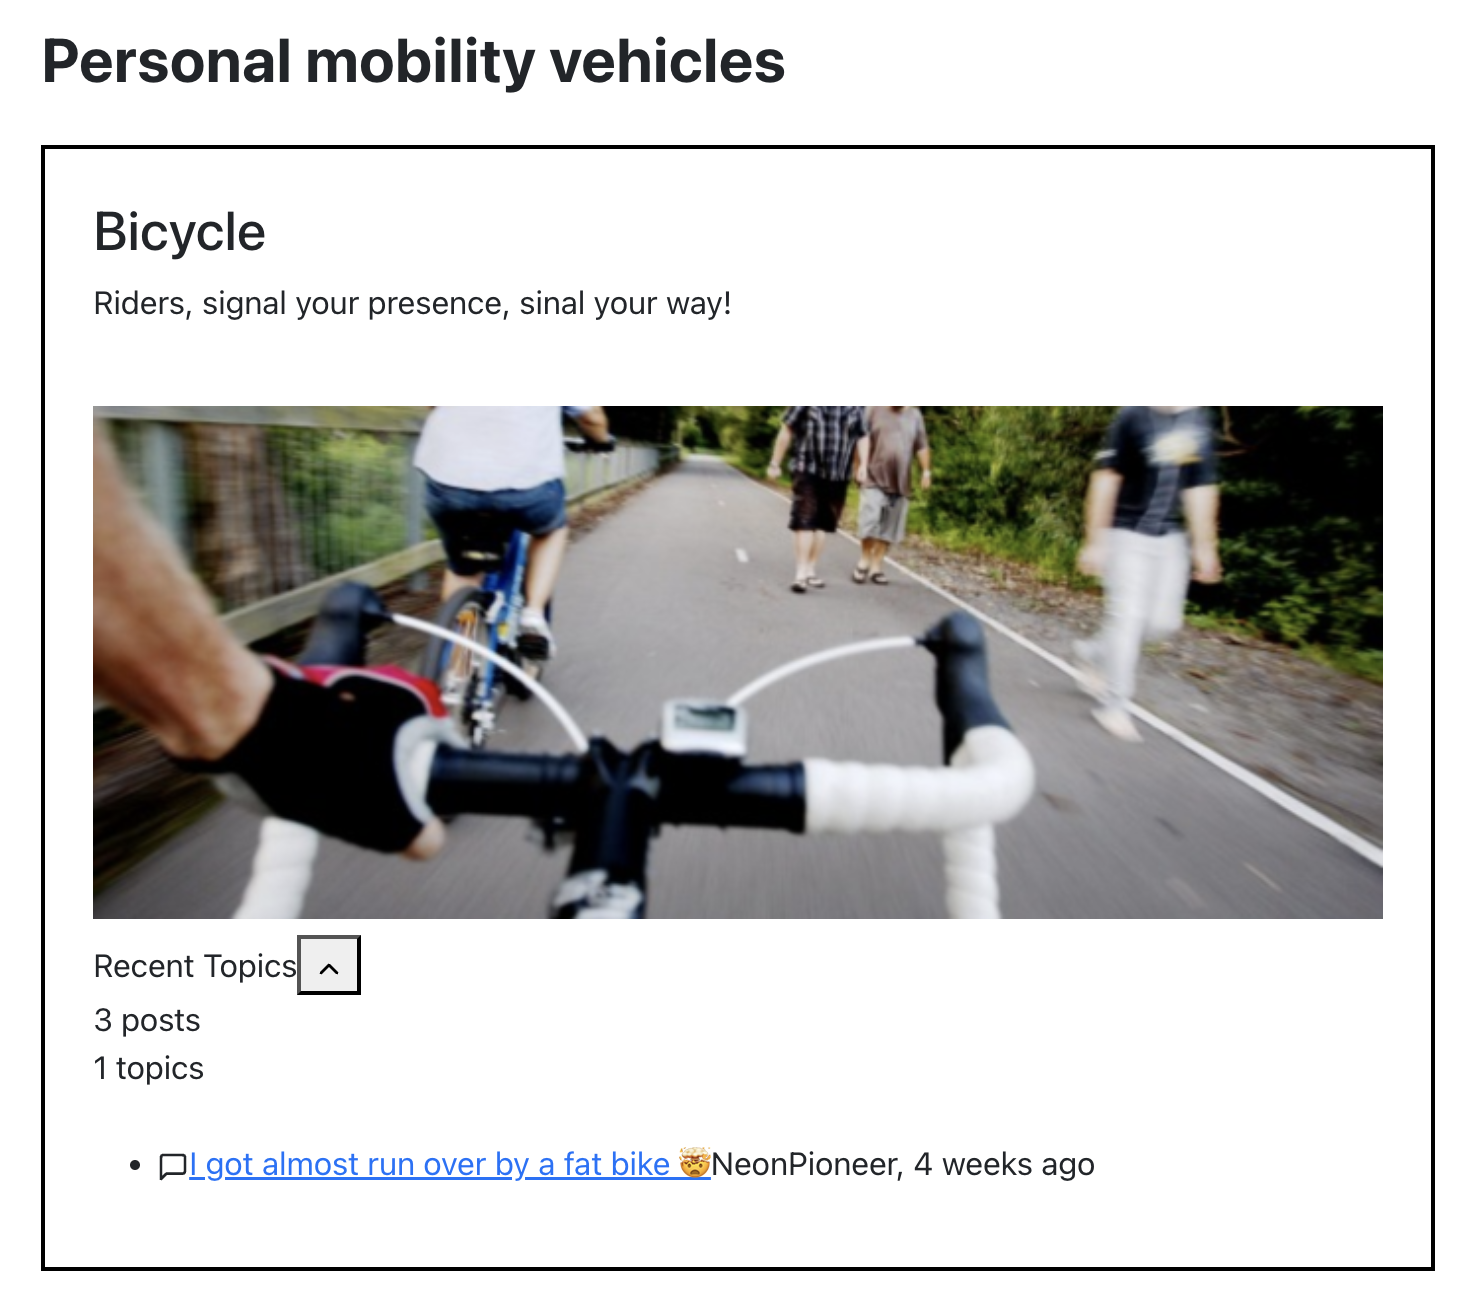 Personal mobility vehicles
Bicycle
Riders, signal your presence, sinal your way!
Recent Topics
3 posts
1 topics
I got almost run over by a fat bike 🤯NeonPioneer, 4 weeks ago